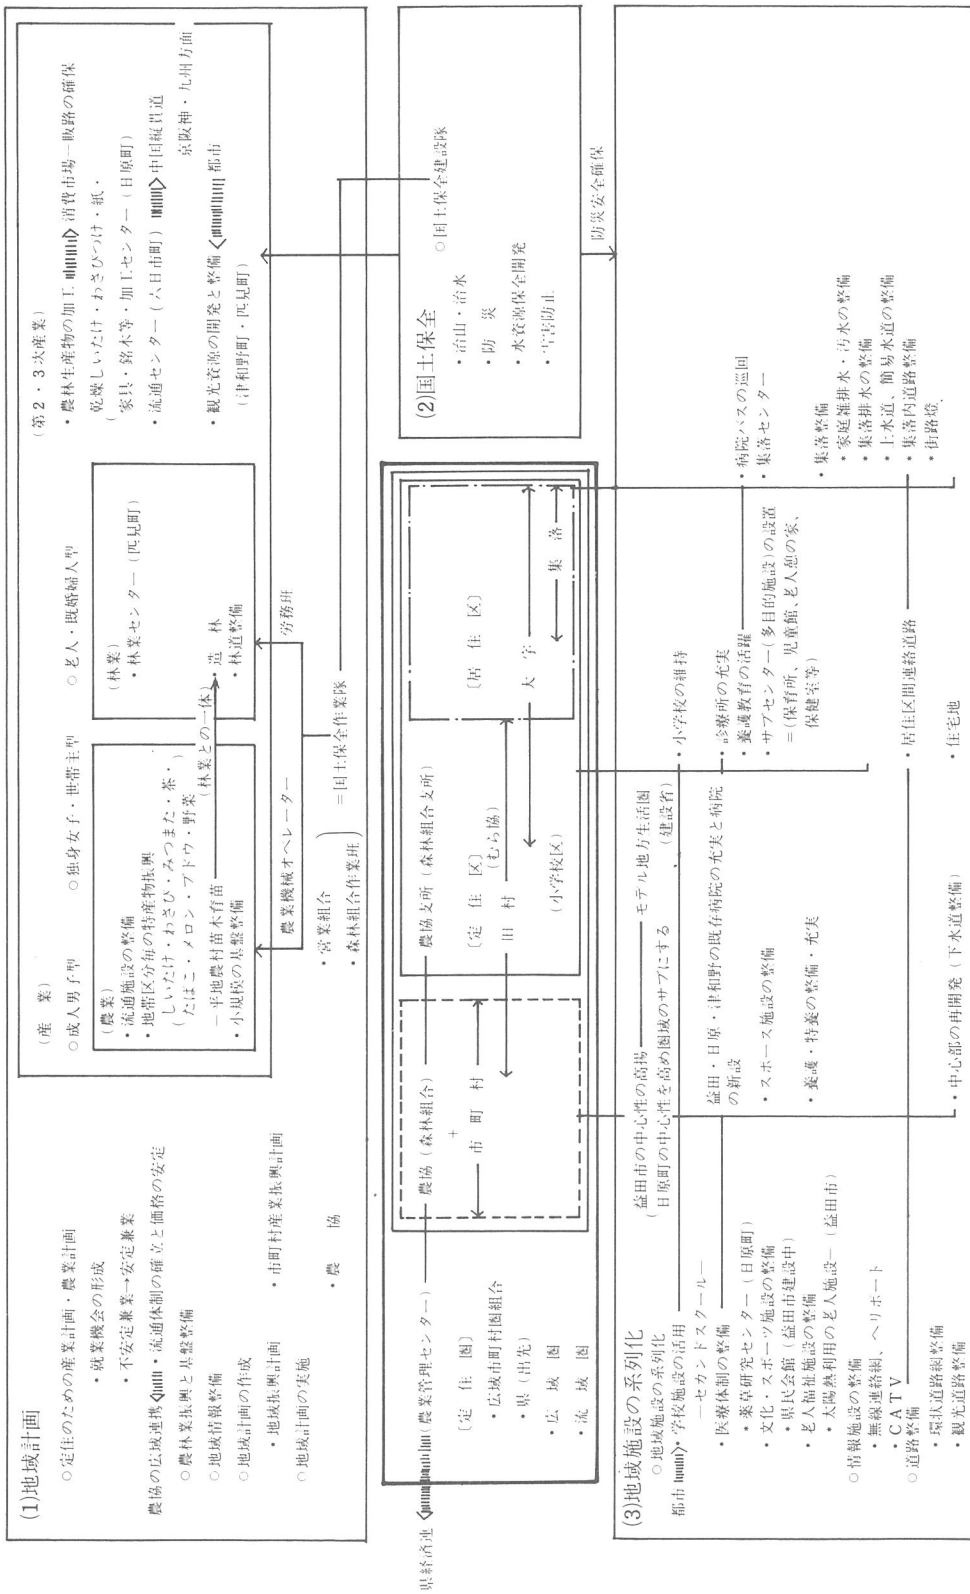 (1)地域計画
○定住のための産業計画・農業計画
・就業機会の形成
・不安定兼業→安定兼業
農協の広域連携・流通体制の確立と価格の安定
○農林業振興と基盤整備
○地域情報整備
○地域計画の作成
・地域振興計画
・市町村産業振興計画
○地域計画の実施
・農　協
(産　業)
○成人男子型
○独身女子・世帯主型
○老人・既婚婦人型
(農業)
・流通施設の整備
・地帯区分毎の特産物振興
(しいたけ・わさび・みつまた・茶・
たばこ・メロン・ブドウ・野菜)
―平地農村苗木育苗
(林業との一体)
・小規模の基盤整備
(林業)
・林業センター(匹見町)
・造　林
・林道整備
農業機械オペレーター
労務班
・営業組合
・森林組合作業班
＝国土保全作業隊
(第2・3次産業)
・農林生産物の加工
消費市場―販路の確保
(乾燥しいたけ・わさびづけ・紙・
家具・銘木等・加工センター(日原町)
・流通センター(六日市町)
中国縦貫道
京阪神・九州方面
・観光資源の開発と整備
都市
(津和野町・匹見町)
県経済連
(農業管理センター)
農協(森林組合)
農協支所(森林組合支所)
〔定　住　圏〕
・広域市町村圏組合
・県(出先)
・広　域　圏
・流　域　圏
+
市　町　村
〔定　住　区〕
(むら協)
旧　村
(小学校区)
〔居　住　区〕
大　字
集　落
(2)国土保全
○国土保全建設隊
・治山・治水
・防　災
・水資源保全開発
・雪害防止
防災安全確保
(3)地域施設の系列化
○地域施設の系列化
都市
・学校施設の活用
―セカンドスクール―
・医療体制の整備
・薬草研究センター(日原町)
・文化・スポーツ施設の整備
・県民会館(益田市建設中)
・老人福祉施設の整備
・太陽熱利用の老人施設―(益田市)
○情報施設の整備
・無線連絡網、ヘリポート
・CATV
○道路整備
・環状道路網整備
・観光道路整備
(益田市の中心性の高揚―モデル地方生活圏
日原町の中心性を高め圏域のサブにする
(建設省)
益田・日原・津和野の既存病院の充実と病院
の新設
・スポーツ施設の整備
・養護・特養の整備・充実
・中心部の再開発(下水道整備)
・小学校の維持
・診療所の充実
・養護教育の活躍
・サブセンター(多目的施設)の設置
＝(保育所、児童館、老人憩の家、
保健室等)
・居住区間連絡道路
・住宅地
・病院バスの巡回
・集落センター
・集落整備
・家庭雑排水・汚水の整備
・集落排水の整備
・上水道、簡易水道の整備
・集落内道路整備
・街路燈、